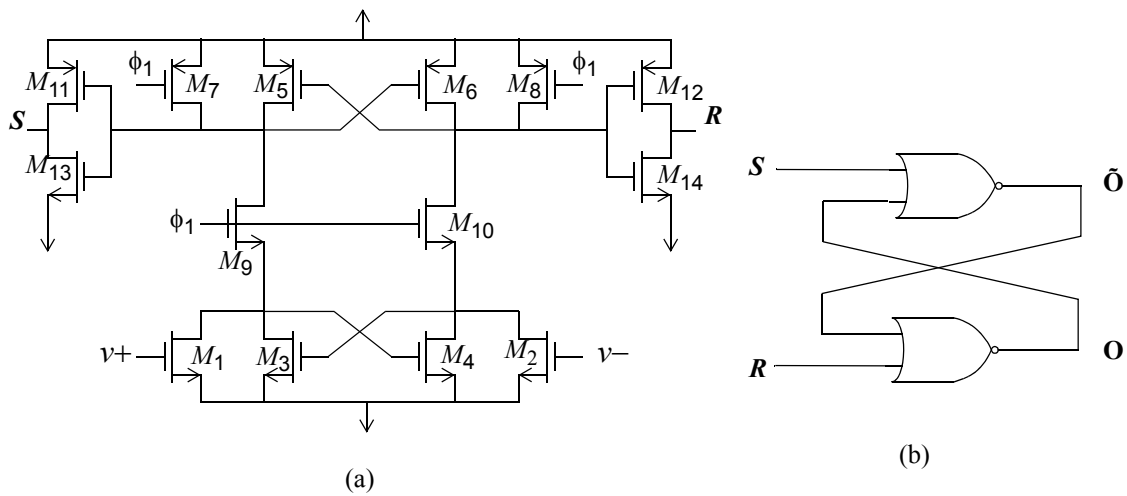 ϕ1 ϕ1
M11 M7 M5 M6 M8 M12
S R
M13 M14
ϕ1 M10
M9
v+ M1 M3 M4 M2 v−
(a)
S Õ
R O
(b)